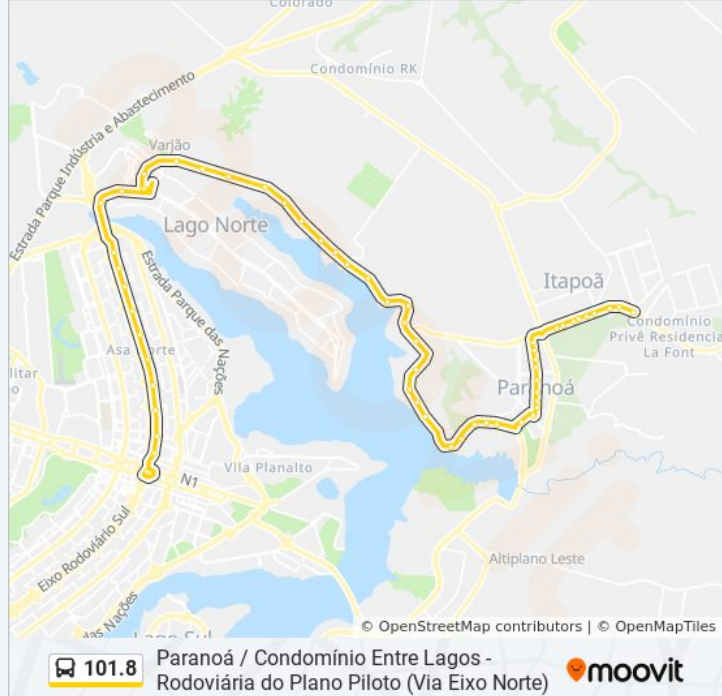 Colorado
Condomínio RK
Estrada Parque Indústria e Abastecimento
Varjão
Lago Norte
Estrada Parque das Nações
Itapoã
Condomínio
Privê Residencia
La Font
Asa Norte
Paranoá
litar
o
Vila Planalto
N1
Eixo Rodoviário Sul
Altiplano Leste
das Nações
Lago Sul
© OpenStreetMap contributors | © OpenMapTiles
101.8
Paranoá / Condomínio Entre Lagos -
Rodoviária do Plano Piloto (Via Eixo Norte)
moovit